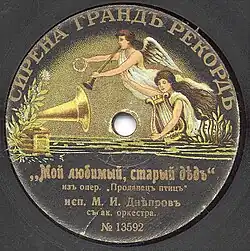 СИРЕНА ГРАНДЪ РЕКОРДЪ
„Мой любимый, старый дѣдъ“
изъ опер. „Продавецъ птицъ“
исп. М. И. Днѣпровъ
съ ак. оркестра.
№ 13592